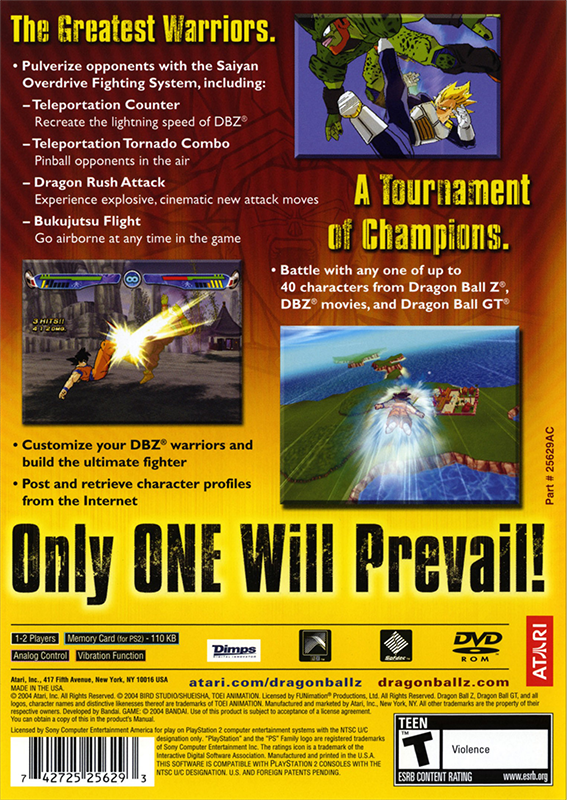 The Greatest Warriors.
• Pulverize opponents with the Saiyan
Overdrive Fighting System, including:
– Teleportation Counter
Recreate the lightning speed of DBZ®
– Teleportation Tornado Combo
Pinball opponents in the air
– Dragon Rush Attack
Experience explosive, cinematic new attack moves
– Bukujutsu Flight
Go airborne at any time in the game
A Tournament
of Champions.
• Battle with any one of up to
40 characters from Dragon Ball Z®,
DBZ® movies, and Dragon Ball GT®
3 HITS!!
• Customize your DBZ® warriors and
build the ultimate fighter
• Post and retrieve character profiles
from the Internet
Part # 25629AC
Only ONE Will Prevail!
1-2 Players
Memory Card (for PS2) - 110 KB
Analog Control
Vibration Function
Dimps
Sofdec
DVD
ROM
ATARI
Atari, Inc., 417 Fifth Avenue, New York, NY 10016 USA
MADE IN THE USA.
atari.com/dragonballz
dragonballz.com
© 2004 Atari, Inc. All Rights Reserved. © 2004 BIRD STUDIO/SHUEISHA, TOEI ANIMATION. Licensed by FUNimation® Productions, Ltd. All Rights Reserved. Dragon Ball Z, Dragon Ball GT, and all
logos, character names and distinctive likenesses thereof are trademarks of TOEI ANIMATION. Manufactured and marketed by Atari, Inc., New York, NY. All other trademarks are the property of their
respective owners. Developed by Bandai. GAME: © 2004 BANDAI. Use of this product is subject to acceptance of a license agreement.
You can obtain a copy of this in the product's Manual.
Licensed by Sony Computer Entertainment America for play on PlayStation 2 computer entertainment systems with the NTSC U/C
designation only. "PlayStation" and the "PS" Family logo are registered trademarks
of Sony Computer Entertainment Inc. The ratings icon is a trademark of the
Interactive Digital Software Association. Manufactured and printed in the U.S.A.
THIS SOFTWARE IS COMPATIBLE WITH PLAYSTATION 2 CONSOLES WITH THE
NTSC U/C DESIGNATION. U.S. AND FOREIGN PATENTS PENDING.
7 42725 25629 3
TEEN
T
Violence
ESRB CONTENT RATING www.esrb.org